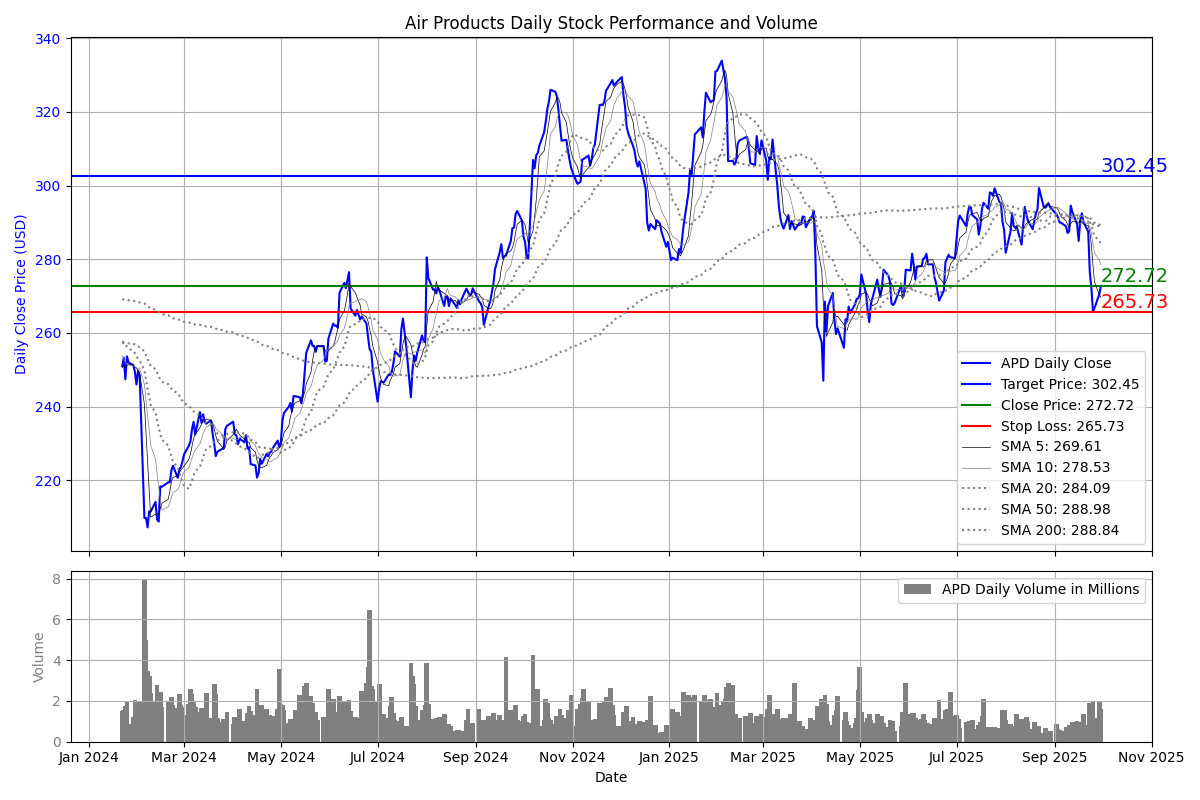 Air Products Daily Stock Performance and Volume
Daily Close Price (USD)
340
320
300
280
260
240
220
302.45
272.72
265.73
APD Daily Close
Target Price: 302.45
Close Price: 272.72
Stop Loss: 265.73
SMA 5: 269.61
SMA 10: 278.53
SMA 20: 284.09
SMA 50: 288.98
SMA 200: 288.84
Volume
8
6
4
2
0
APD Daily Volume in Millions
Jan 2024 Mar 2024 May 2024 Jul 2024 Sep 2024 Nov 2024 Jan 2025 Mar 2025 May 2025 Jul 2025 Sep 2025 Nov 2025
Date